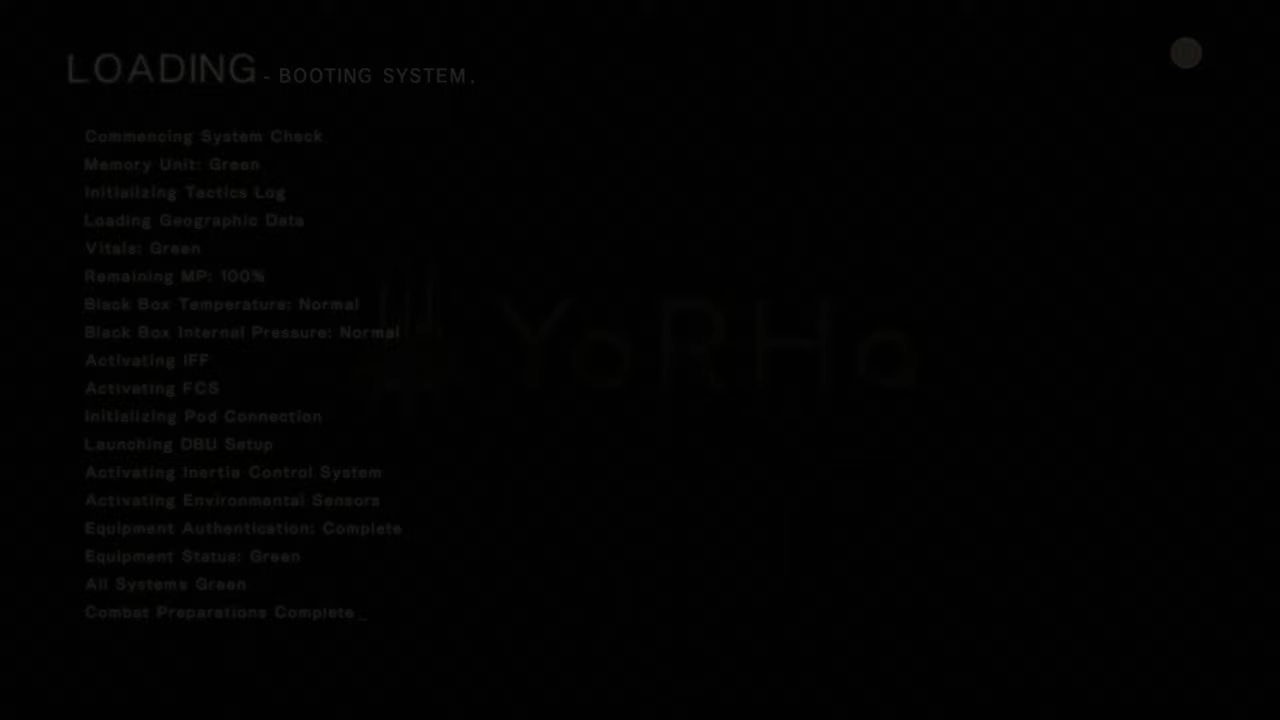 LOADING - BOOTING SYSTEM.
Commencing System Check
Memory Unit: Green
Initializing Tactics Log
Loading Geographic Data
Vitals: Green
Remaining MP: 100%
Black Box Temperature: Normal
Black Box Internal Pressure: Normal
Activating IFF
Activating FCS
Initializing Pod Connection
Launching DBU Setup
Activating Inertia Control System
Activating Environmental Sensors
Equipment Authentication: Complete
Equipment Status: Green
All Systems Green
Combat Preparations Complete_
YoRHa